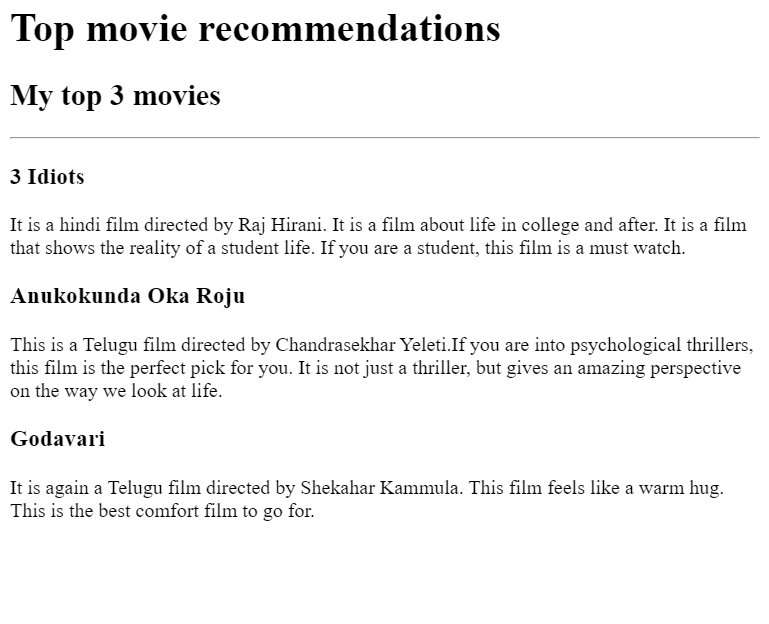 Top movie recommendations
My top 3 movies
3 Idiots
It is a hindi film directed by Raj Hirani. It is a film about life in college and after. It is a film
that shows the reality of a student life. If you are a student, this film is a must watch.
Anukokunda Oka Roju
This is a Telugu film directed by Chandrasekhar Yeleti.If you are into psychological thrillers,
this film is the perfect pick for you. It is not just a thriller, but gives an amazing perspective
on the way we look at life.
Godavari
It is again a Telugu film directed by Shekahar Kammula. This film feels like a warm hug.
This is the best comfort film to go for.